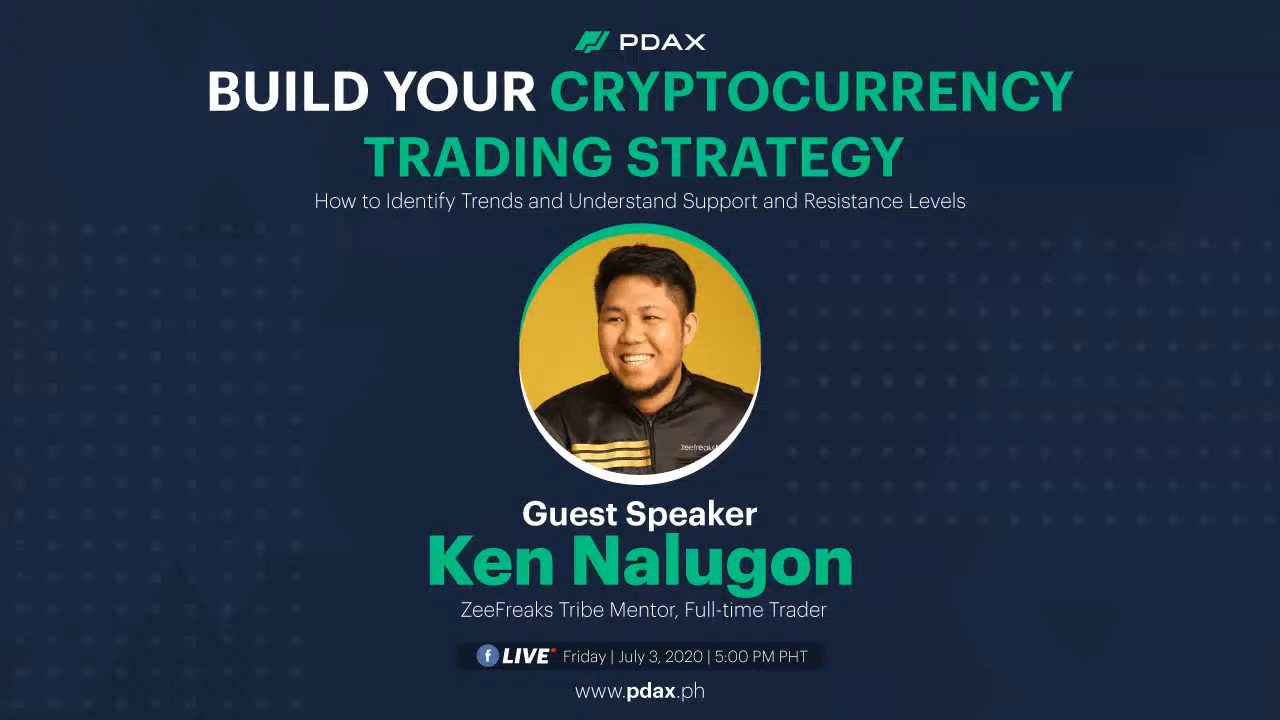 PDAX
BUILD YOUR CRYPTOCURRENCY
TRADING STRATEGY
How to Identify Trends and Understand Support and Resistance Levels
zeefreaks
Guest Speaker
Ken Nalugon
ZeeFreaks Tribe Mentor, Full-time Trader
f LIVE Friday | July 3, 2020 | 5:00 PM PHT
www.pdax.ph